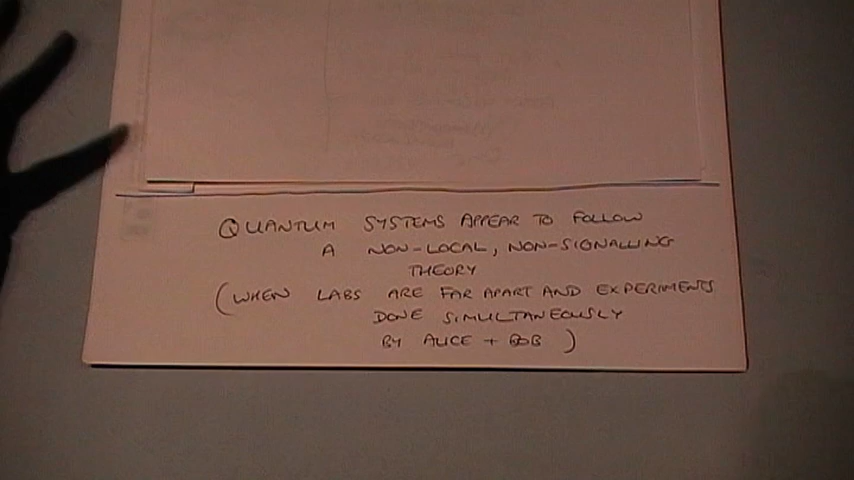 QUANTUM SYSTEMS APPEAR TO FOLLOW
A NON-LOCAL, NON-SIGNALLING
THEORY
(WHEN LABS ARE FAR APART AND EXPERIMENTS
DONE SIMULTANEOUSLY
BY ALICE + BOB)